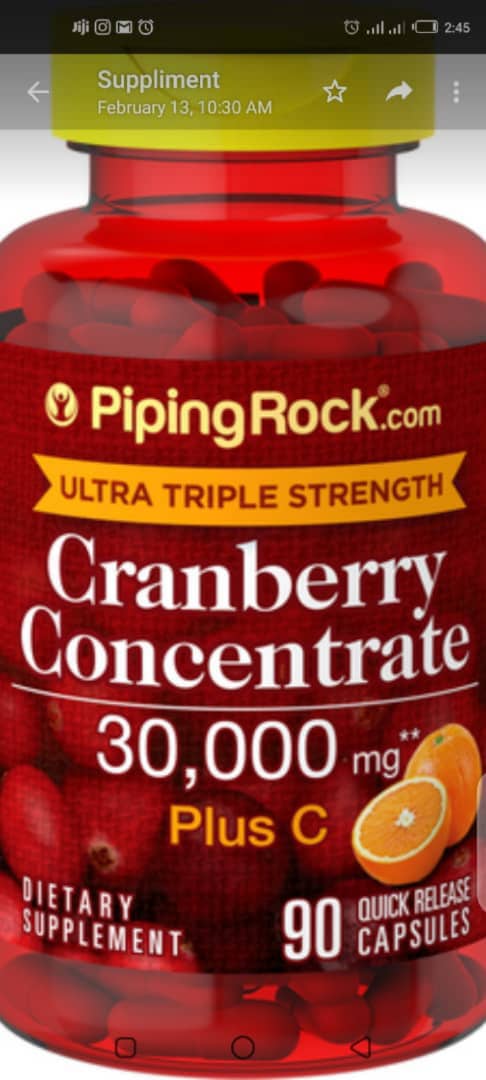 Jiji 2:45
Suppliment
February 13, 10:30 AM
PipingRock.com®
ULTRA TRIPLE STRENGTH
Cranberry
Concentrate
30,000 mg**
Plus C
DIETARY
SUPPLEMENT
90 QUICK RELEASE
CAPSULES